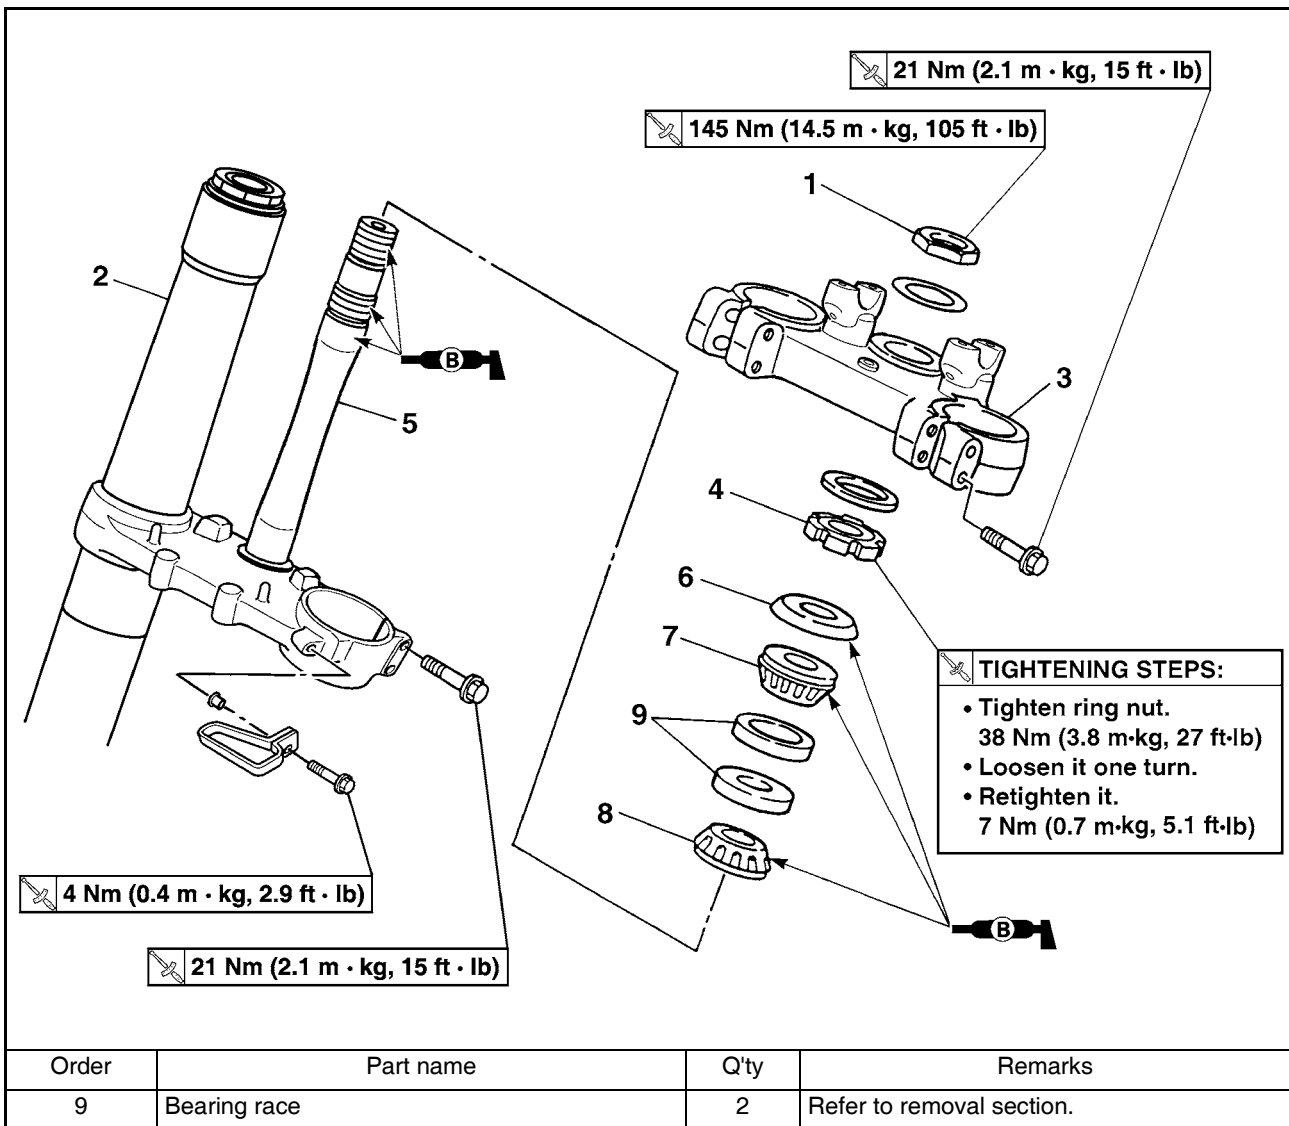 21 Nm (2.1 m · kg, 15 ft · lb)
145 Nm (14.5 m · kg, 105 ft · lb)
1
2
3
B
5
4
6
7
TIGHTENING STEPS:
• Tighten ring nut.
38 Nm (3.8 m·kg, 27 ft·lb)
• Loosen it one turn.
• Retighten it.
7 Nm (0.7 m·kg, 5.1 ft·lb)
9
8
4 Nm (0.4 m · kg, 2.9 ft · lb)
B
21 Nm (2.1 m · kg, 15 ft · lb)
Order Part name Q'ty Remarks
9 Bearing race 2 Refer to removal section.